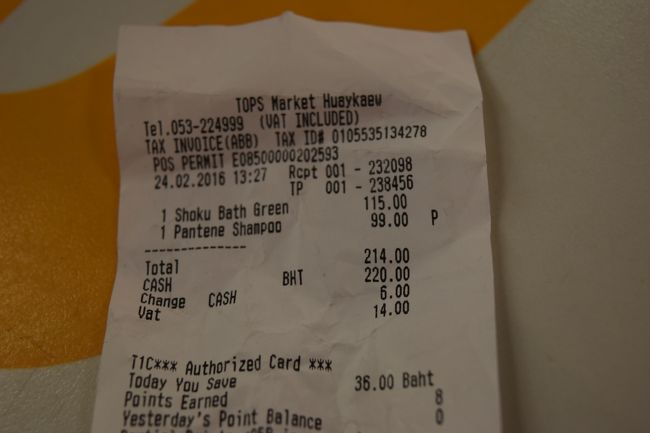 TOPS Market Huaykaew
Tel.053-224999 (VAT INCLUDED)
TAX INVOICE(ABB) TAX ID# 0105535134278
POS PERMIT E08500000202593
24.02.2016 13:27 Rcpt 001 - 232098
TP 001 - 238456
1 Shoku Bath Green 115.00
1 Pantene Shampoo 99.00 P
--------------
Total 214.00
CASH BHT 220.00
Change CASH 6.00
Vat 14.00
T1C*** Authorized Card ***
Today You Save 36.00 Baht
Points Earned 8
Yesterday's Point Balance 0